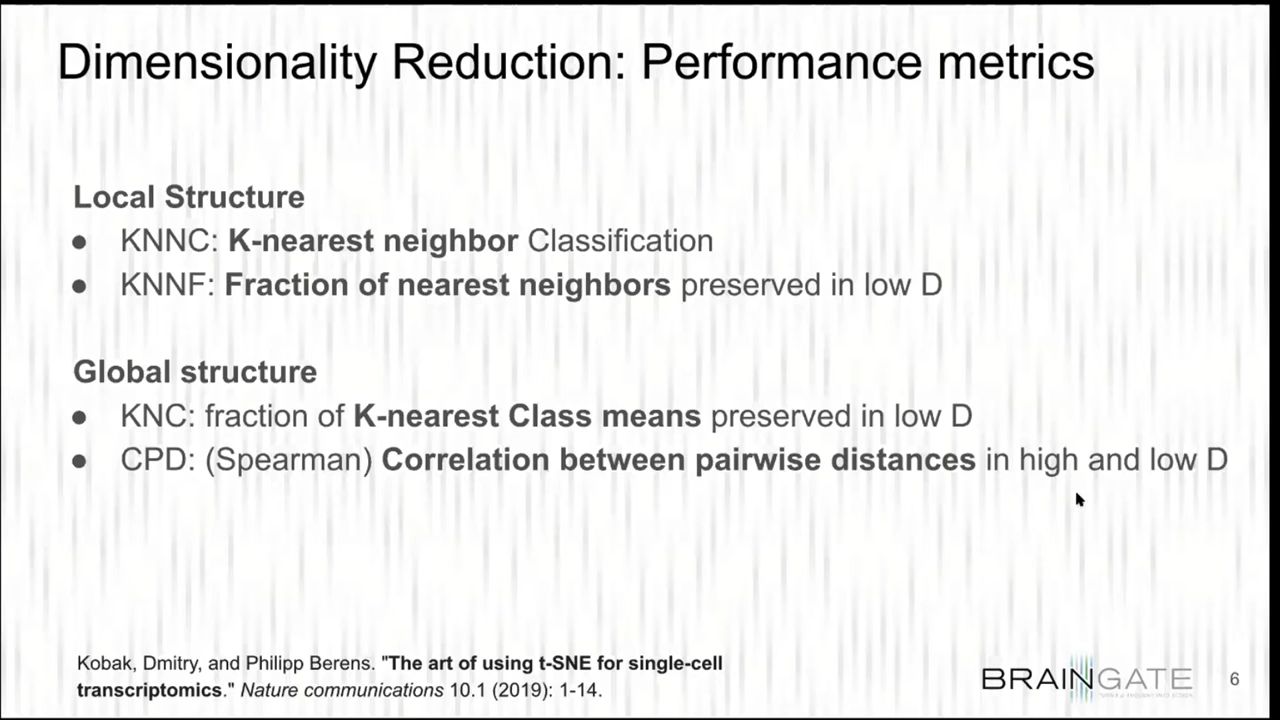 Dimensionality Reduction: Performance metrics
Local Structure
● KNNC: K-nearest neighbor Classification
● KNNF: Fraction of nearest neighbors preserved in low D
Global structure
● KNC: fraction of K-nearest Class means preserved in low D
● CPD: (Spearman) Correlation between pairwise distances in high and low D
Kobak, Dmitry, and Philipp Berens. "The art of using t-SNE for single-cell
transcriptomics." Nature communications 10.1 (2019): 1-14.
BRAINGATE
6